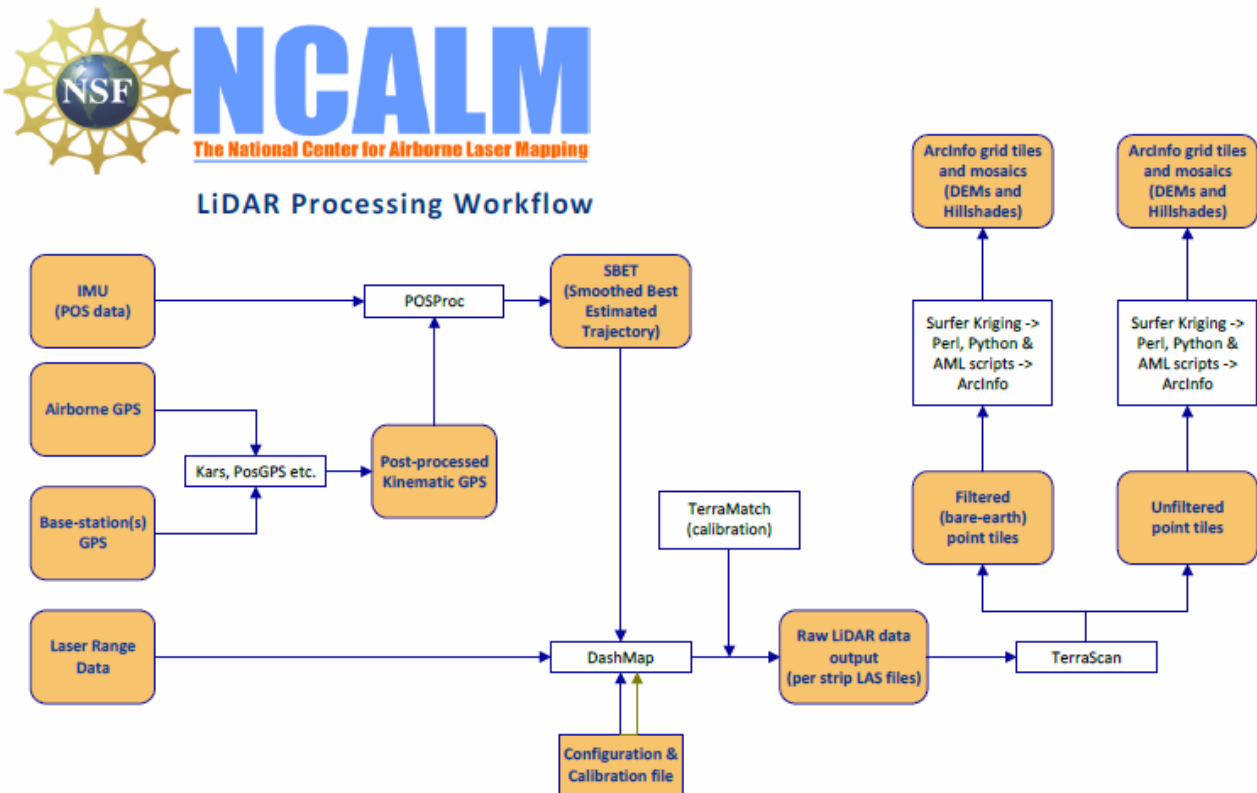 NSF
NCALM
The National Center for Airborne Laser Mapping
LiDAR Processing Workflow
ArcInfo grid tiles
and mosaics
(DEMs and
Hillshades)
ArcInfo grid tiles
and mosaics
(DEMs and
Hillshades)
IMU
(POS data)
POSProc
SBET
(Smoothed Best
Estimated
Trajectory)
Surfer Kriging ->
Perl, Python &
AML scripts ->
ArcInfo
Surfer Kriging ->
Perl, Python &
AML scripts ->
ArcInfo
Airborne GPS
Kars, PosGPS etc.
Post-processed
Kinematic GPS
Base-station(s)
GPS
TerraMatch
(calibration)
Filtered
(bare-earth)
point tiles
Unfiltered
point tiles
Laser Range
Data
DashMap
Raw LiDAR data
output
(per strip LAS files)
TerraScan
Configuration &
Calibration file